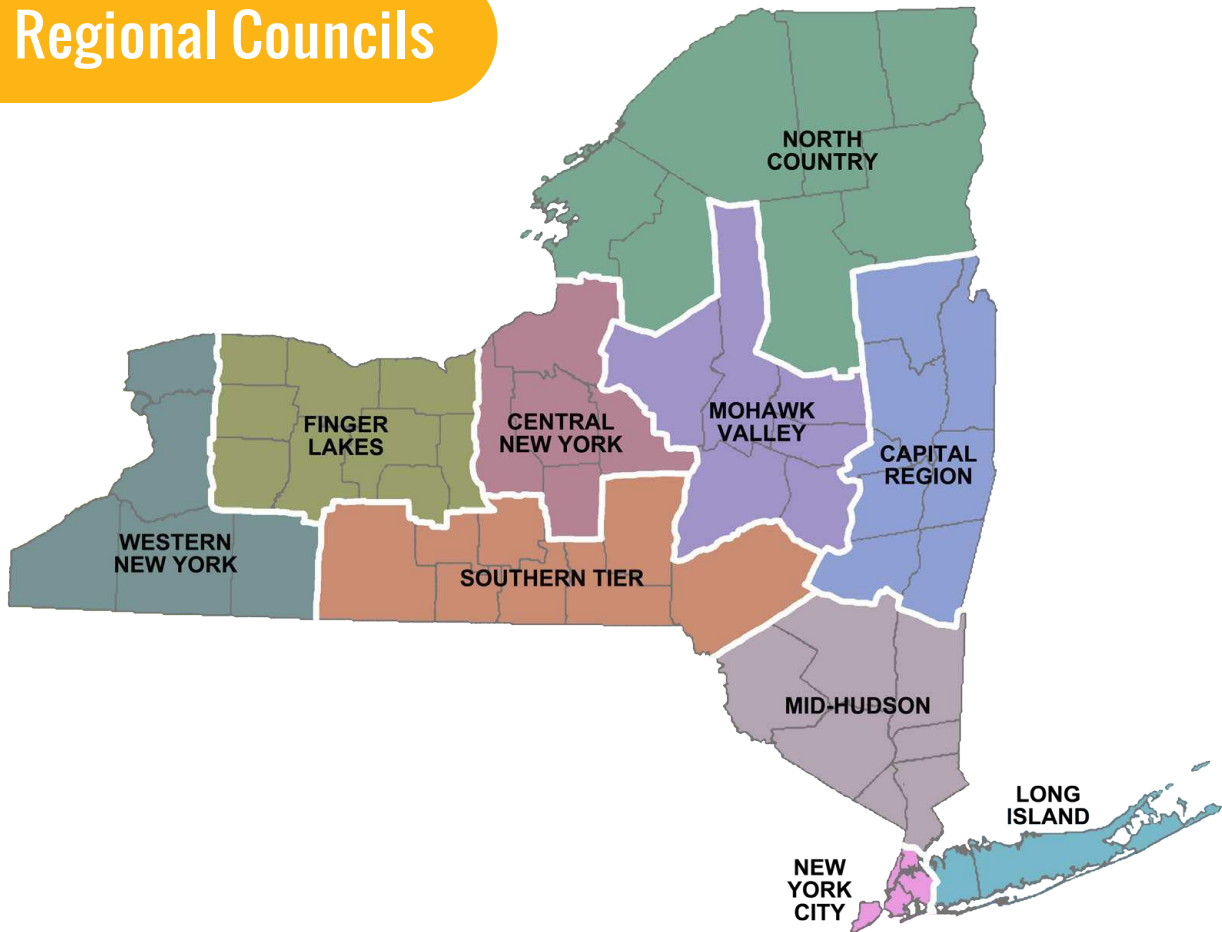 Regional Councils
NORTH
COUNTRY
FINGER
LAKES
CENTRAL
NEW YORK
MOHAWK
VALLEY
CAPITAL
REGION
WESTERN
NEW YORK
SOUTHERN TIER
MID-HUDSON
LONG
ISLAND
NEW
YORK
CITY